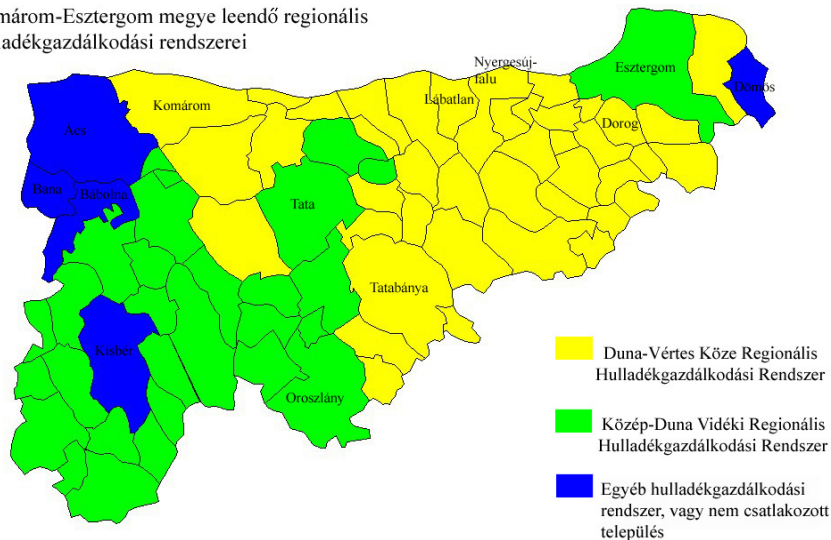 márom-Esztergom megye leendő regionális
lladékgazdálkodási rendszerei
Nyergesúj-
falu
Esztergom
Dömös
Komárom
Lábatlan
Dorog
Ács
Bana
Bábolna
Tata
Tatabánya
Kisbér
Oroszlány
Duna-Vértes Köze Regionális
Hulladékgazdálkodási Rendszer
Közép-Duna Vidéki Regionális
Hulladékgazdálkodási Rendszer
Egyéb hulladékgazdálkodási
rendszer, vagy nem csatlakozott
település